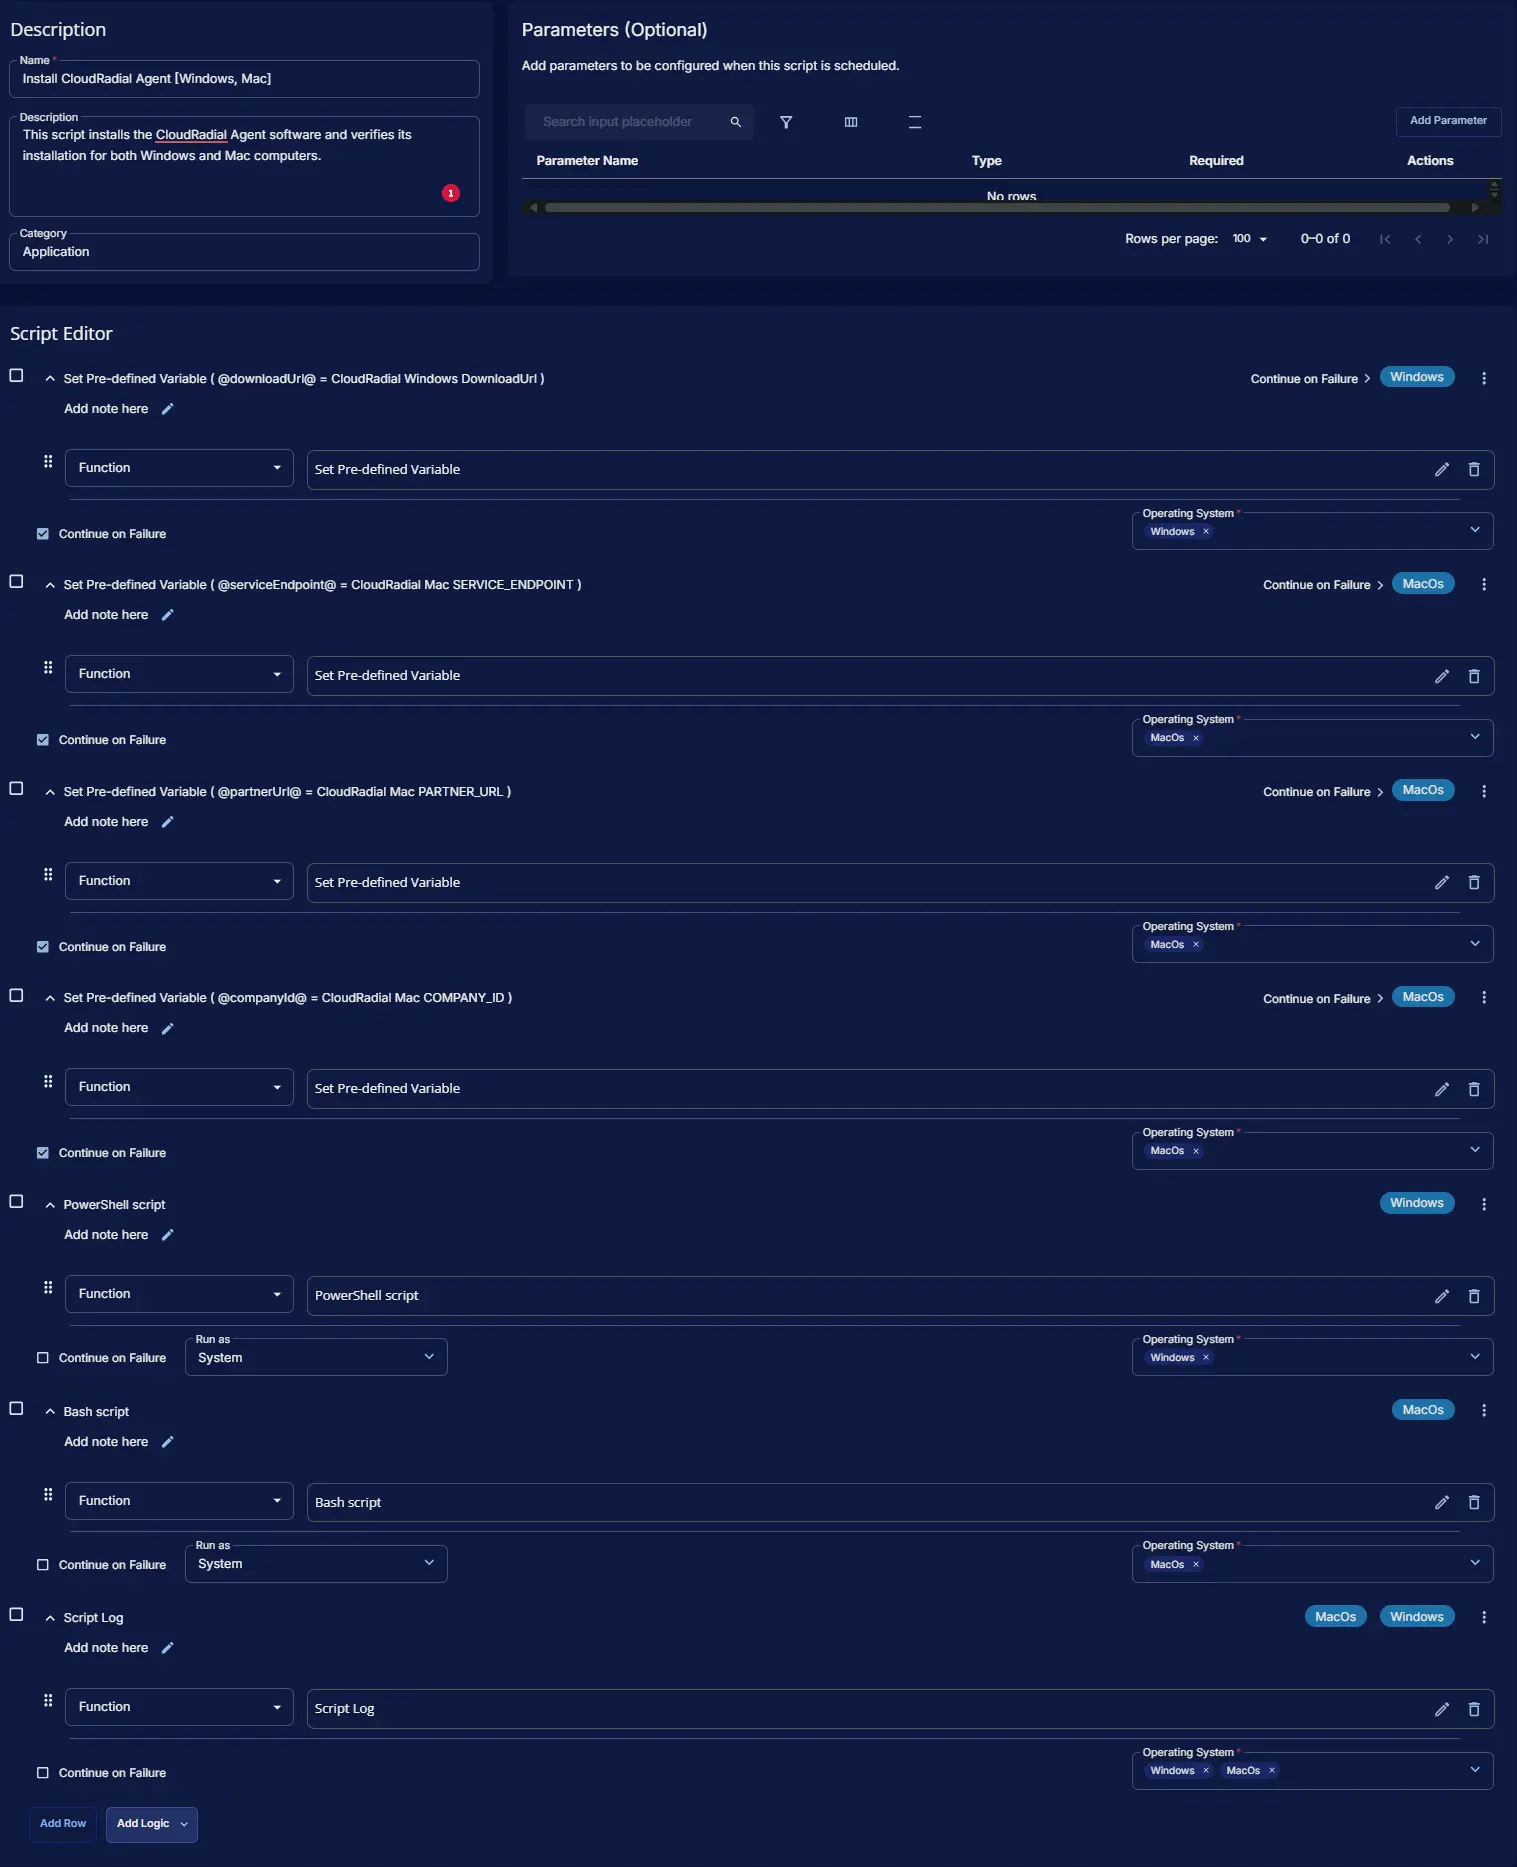 Description
Name *
Install CloudRadial Agent [Windows, Mac]
Description
This script installs the CloudRadial Agent software and verifies its
installation for both Windows and Mac computers.
1
Category
Application
Parameters (Optional)
Add parameters to be configured when this script is scheduled.
Search input placeholder
Add Parameter
Parameter Name Type Required Actions
No rows
Rows per page: 100 0–0 of 0
Script Editor
Set Pre-defined Variable ( @downloadUrl@ = CloudRadial Windows DownloadUrl ) Continue on Failure > Windows
Add note here
Function Set Pre-defined Variable
Operating System *
Continue on Failure Windows ×
Set Pre-defined Variable ( @serviceEndpoint@ = CloudRadial Mac SERVICE_ENDPOINT ) Continue on Failure > MacOs
Add note here
Function Set Pre-defined Variable
Operating System *
Continue on Failure MacOs ×
Set Pre-defined Variable ( @partnerUrl@ = CloudRadial Mac PARTNER_URL ) Continue on Failure > MacOs
Add note here
Function Set Pre-defined Variable
Operating System *
Continue on Failure MacOs ×
Set Pre-defined Variable ( @companyId@ = CloudRadial Mac COMPANY_ID ) Continue on Failure > MacOs
Add note here
Function Set Pre-defined Variable
Operating System *
Continue on Failure MacOs ×
PowerShell script Windows
Add note here
Function PowerShell script
Run as Operating System *
Continue on Failure System Windows ×
Bash script MacOs
Add note here
Function Bash script
Run as Operating System *
Continue on Failure System MacOs ×
Script Log MacOs Windows
Add note here
Function Script Log
Operating System *
Continue on Failure Windows × MacOs ×
Add Row Add Logic